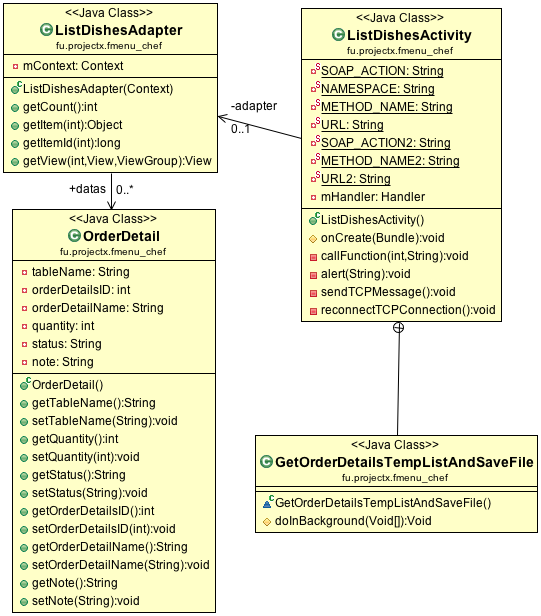 <<Java Class>>
ListDishesAdapter
fu.projectx.fmenu_chef
mContext: Context
ListDishesAdapter(Context)
getCount():int
getItem(int):Object
getItemId(int):long
getView(int,View,ViewGroup):View
-adapter
0..1
<<Java Class>>
ListDishesActivity
fu.projectx.fmenu_chef
SOAP_ACTION: String
NAMESPACE: String
METHOD_NAME: String
URL: String
SOAP_ACTION2: String
METHOD_NAME2: String
URL2: String
mHandler: Handler
ListDishesActivity()
onCreate(Bundle):void
callFunction(int,String):void
alert(String):void
sendTCPMessage():void
reconnectTCPConnection():void
+datas
0..*
<<Java Class>>
OrderDetail
fu.projectx.fmenu_chef
tableName: String
orderDetailsID: int
orderDetailName: String
quantity: int
status: String
note: String
OrderDetail()
getTableName():String
setTableName(String):void
getQuantity():int
setQuantity(int):void
getStatus():String
setStatus(String):void
getOrderDetailsID():int
setOrderDetailsID(int):void
getOrderDetailName():String
setOrderDetailName(String):void
getNote():String
setNote(String):void
<<Java Class>>
GetOrderDetailsTempListAndSaveFile
fu.projectx.fmenu_chef
GetOrderDetailsTempListAndSaveFile()
doInBackground(Void[]):Void